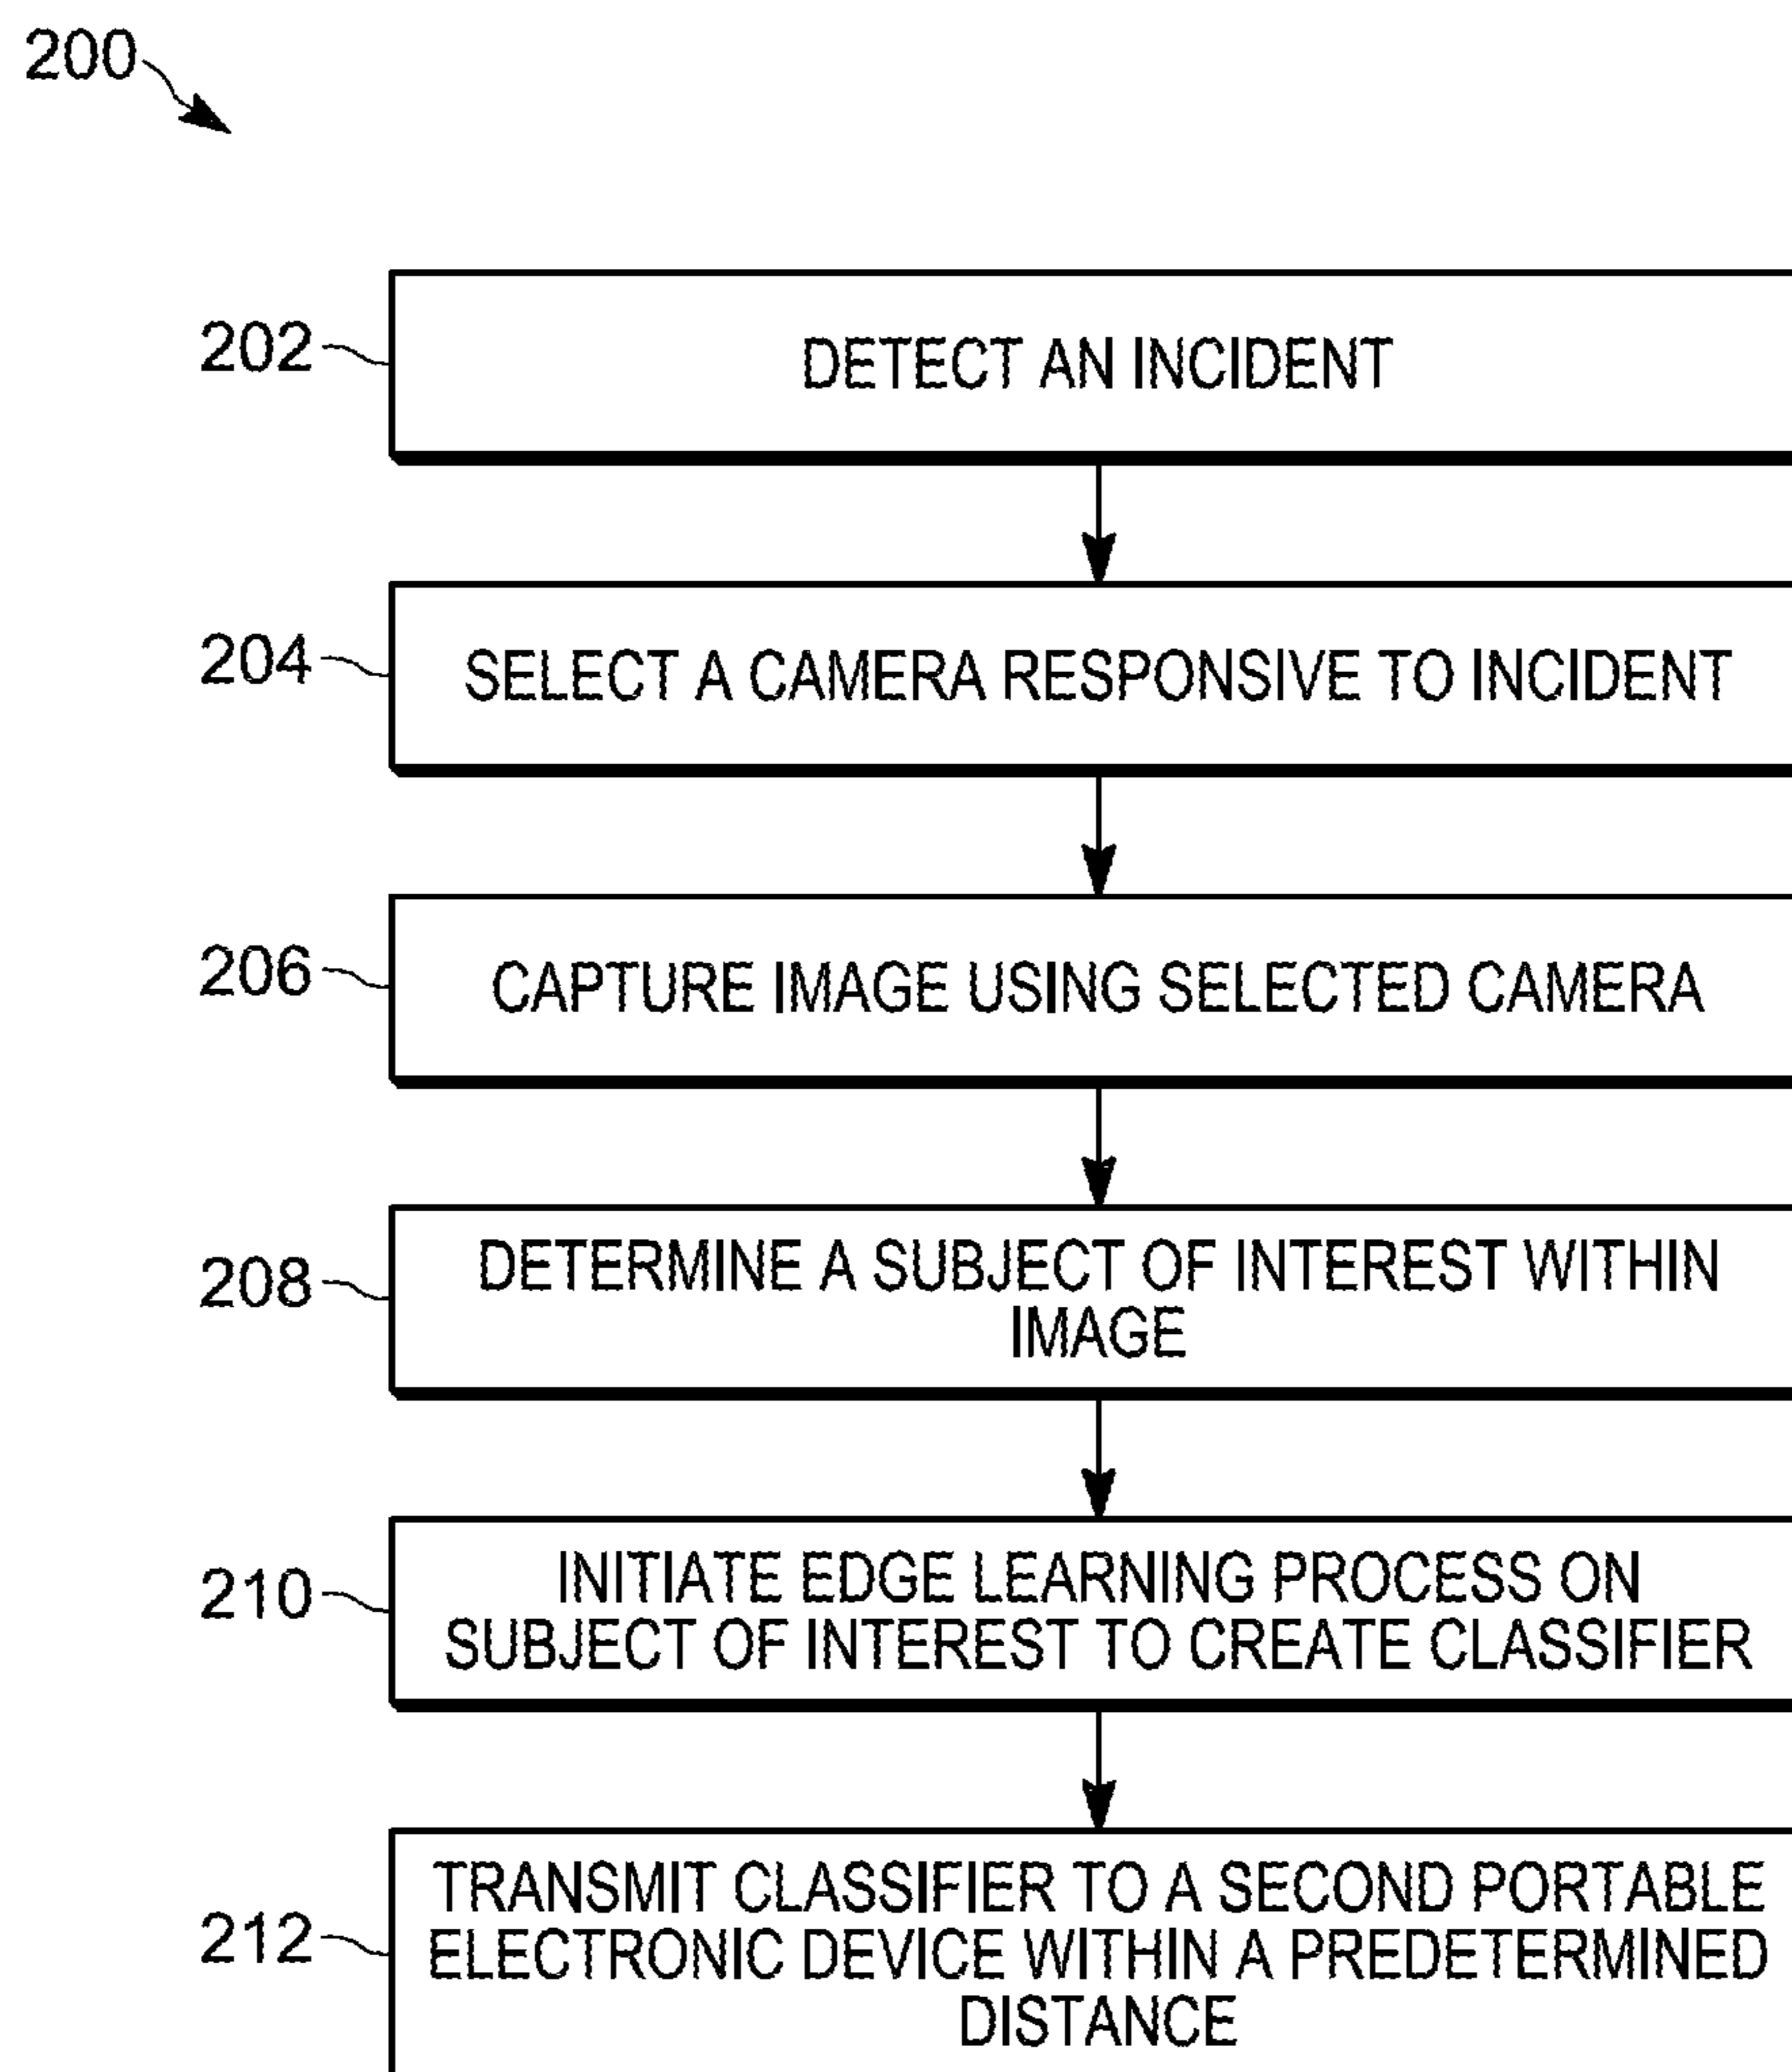 200
202
DETECT AN INCIDENT
204
SELECT A CAMERA RESPONSIVE TO INCIDENT
206
CAPTURE IMAGE USING SELECTED CAMERA
208
DETERMINE A SUBJECT OF INTEREST WITHIN
IMAGE
210
INITIATE EDGE LEARNING PROCESS ON
SUBJECT OF INTEREST TO CREATE CLASSIFIER
212
TRANSMIT CLASSIFIER TO A SECOND PORTABLE
ELECTRONIC DEVICE WITHIN A PREDETERMINED
DISTANCE